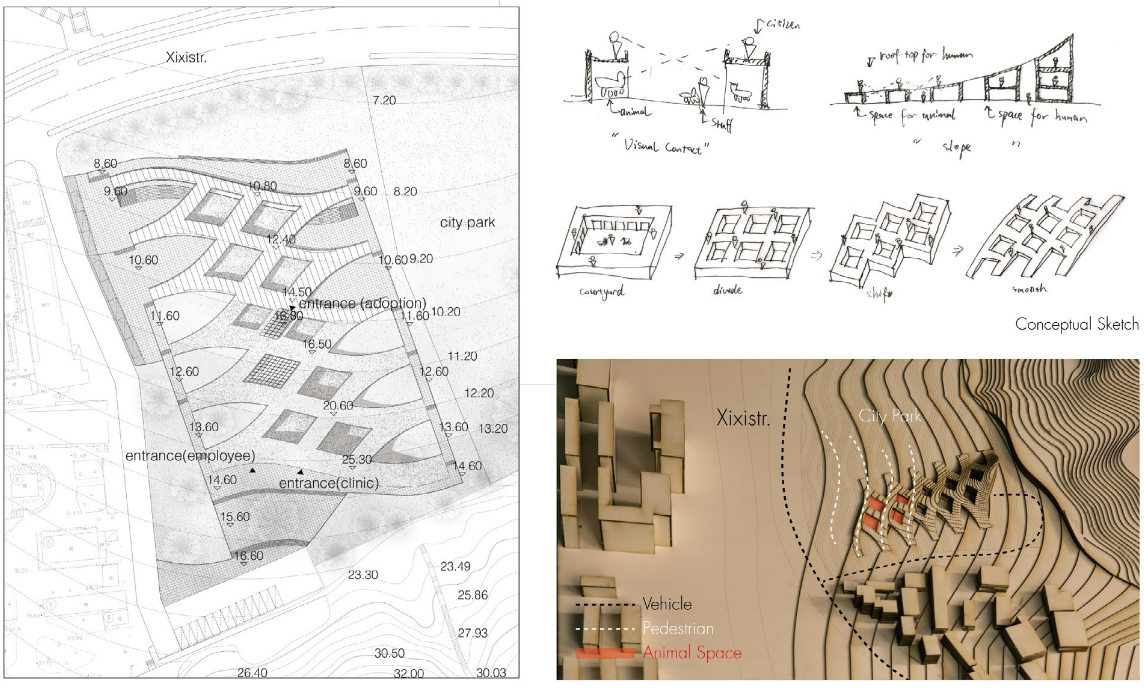 Xixistr.
7.20
8.60
8.60
9.60
10.80
9.60
8.20
city park
12.40
10.60
10.60
9.20
14.50
entrance (adoption)
11.60
16.50
11.60
10.20
12.60
12.60
11.20
12.20
20.60
13.60
13.60
13.20
entrance(employee)
25.30
14.60
14.60
entrance(clinic)
15.60
16.60
23.30
23.49
25.86
27.93
30.50
26.40
32.00
30.03
citizen
animal
stuff
"Visual Contact"
roof top for human
space for animal
space for human
" slope "
courtyard
divide
shift
smooth
Conceptual Sketch
Xixistr.
City Park
Vehicle
Pedestrian
Animal Space